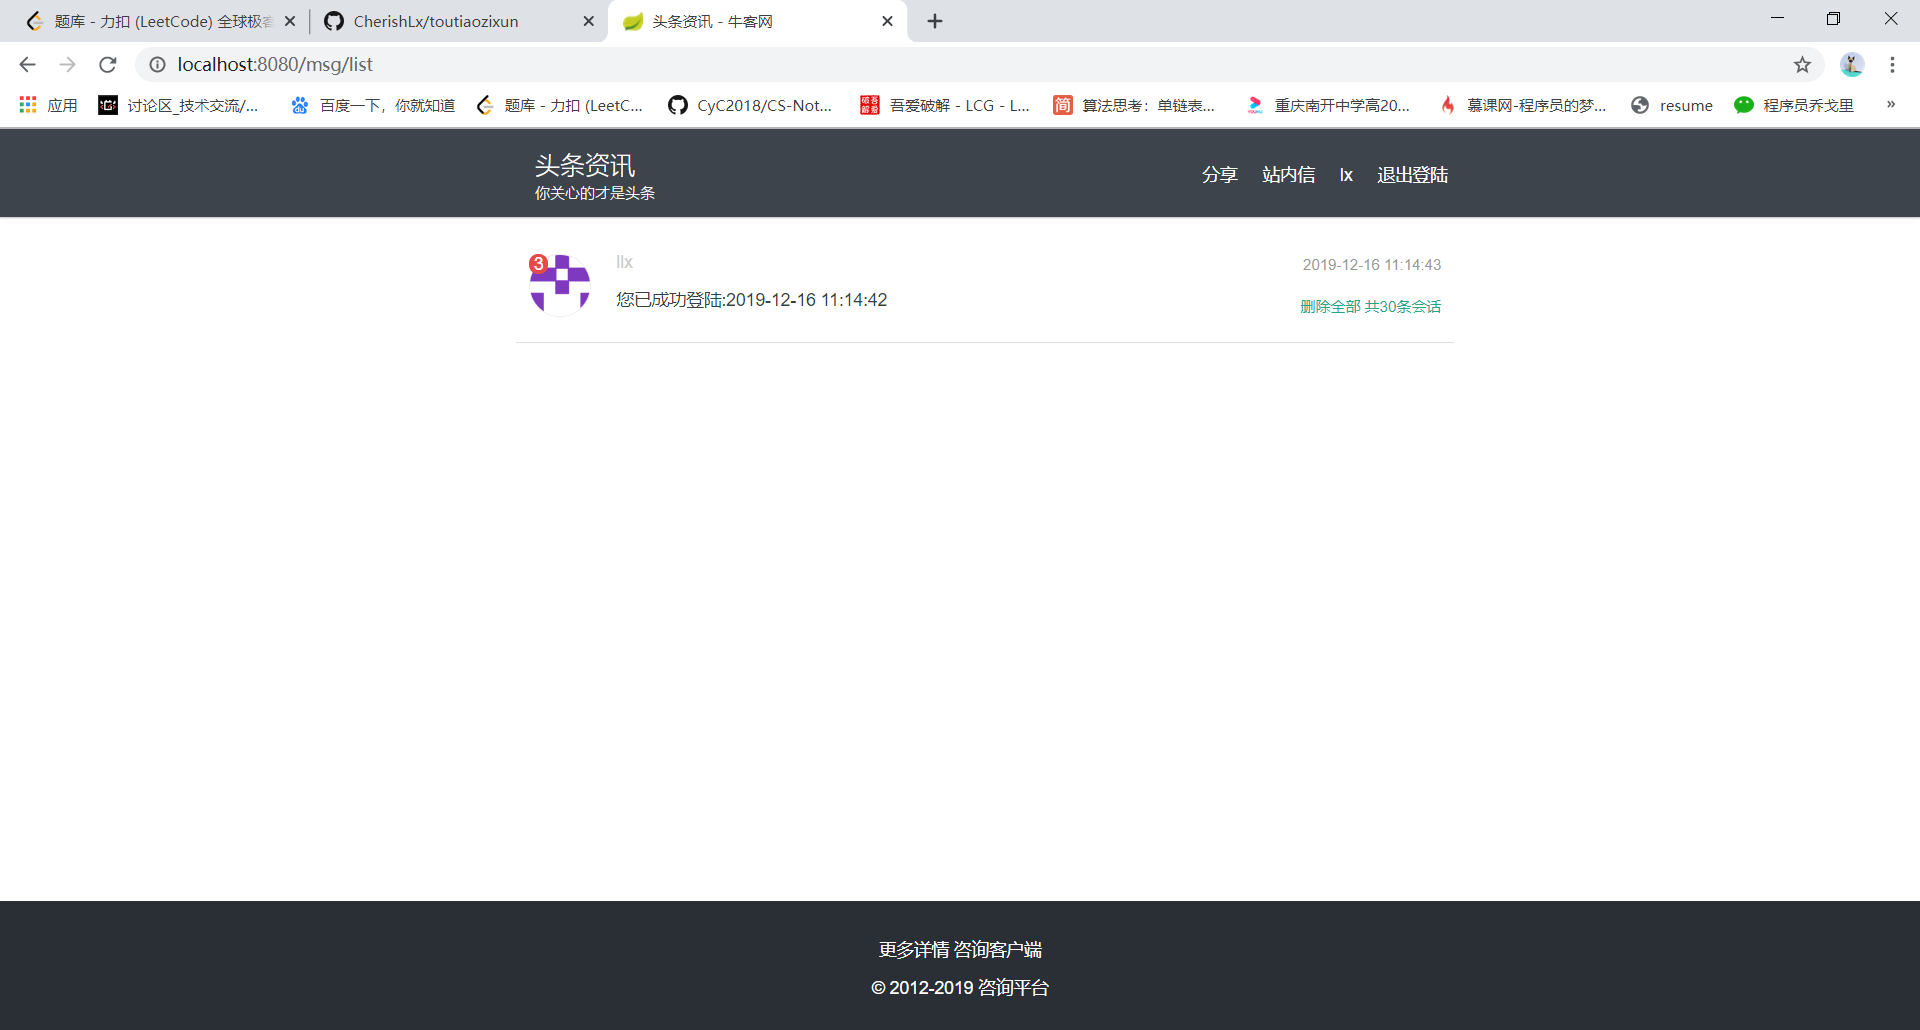 题库 - 力扣 (LeetCode) 全球极客
CherishLx/toutiaozixun
头条资讯 - 牛客网
localhost:8080/msg/list
应用
讨论区_技术交流/...
百度一下，你就知道
题库 - 力扣 (LeetC...
CyC2018/CS-Not...
吾爱破解 - LCG - L...
简 算法思考：单链表...
重庆南开中学高20...
慕课网-程序员的梦...
resume
程序员乔戈里
»
头条资讯
你关心的才是头条
分享 站内信 lx 退出登陆
3
llx
2019-12-16 11:14:43
您已成功登陆:2019-12-16 11:14:42
删除全部 共30条会话
更多详情 咨询客户端
© 2012-2019 咨询平台